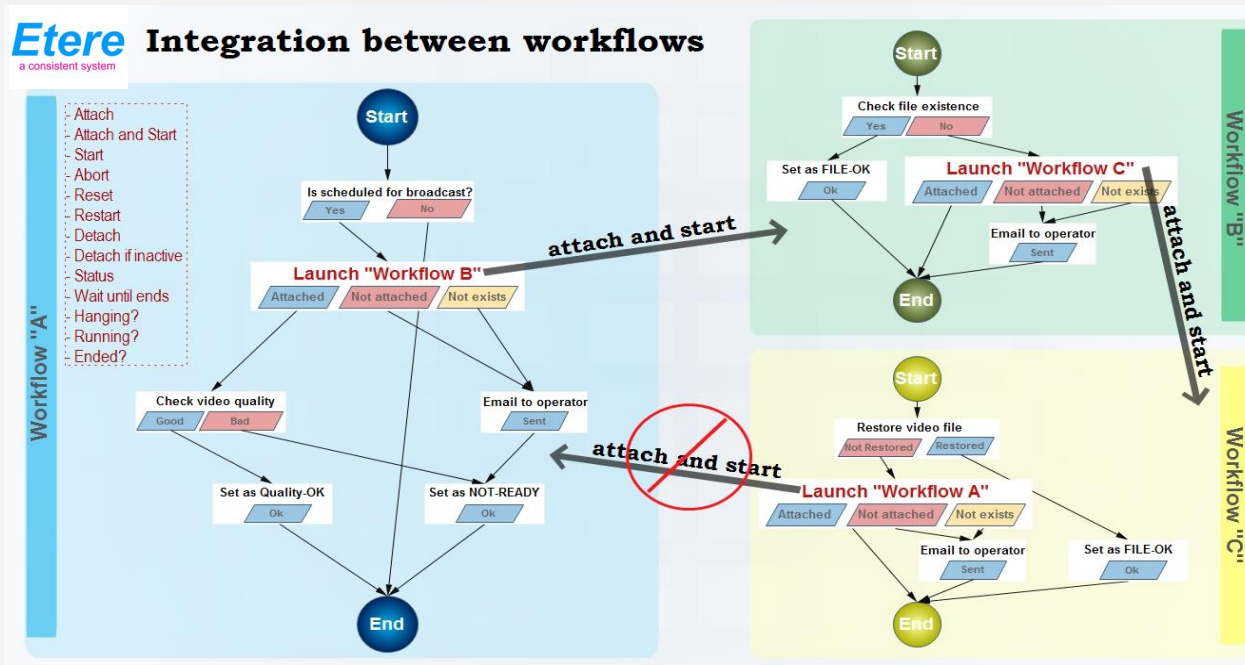 Etere
a consistent system
Integration between workflows
Workflow "A"
- Attach
- Attach and Start
- Start
- Abort
- Reset
- Restart
- Detach
- Detach if inactive
- Status
- Wait until ends
- Hanging?
- Running?
- Ended?
Start
Is scheduled for broadcast?
Yes No
Launch "Workflow B"
Attached Not attached Not exists
Check video quality
Good Bad
Email to operator
Sent
Set as Quality-OK
Ok
Set as NOT-READY
Ok
End
attach and start
Workflow "B"
Start
Check file existence
Yes No
Set as FILE-OK
Ok
Launch "Workflow C"
Attached Not attached Not exists
Email to operator
Sent
End
attach and start
Workflow "C"
Start
Restore video file
Not Restored Restored
Launch "Workflow A"
Attached Not attached Not exists
Email to operator
Sent
Set as FILE-OK
Ok
End
attach and start